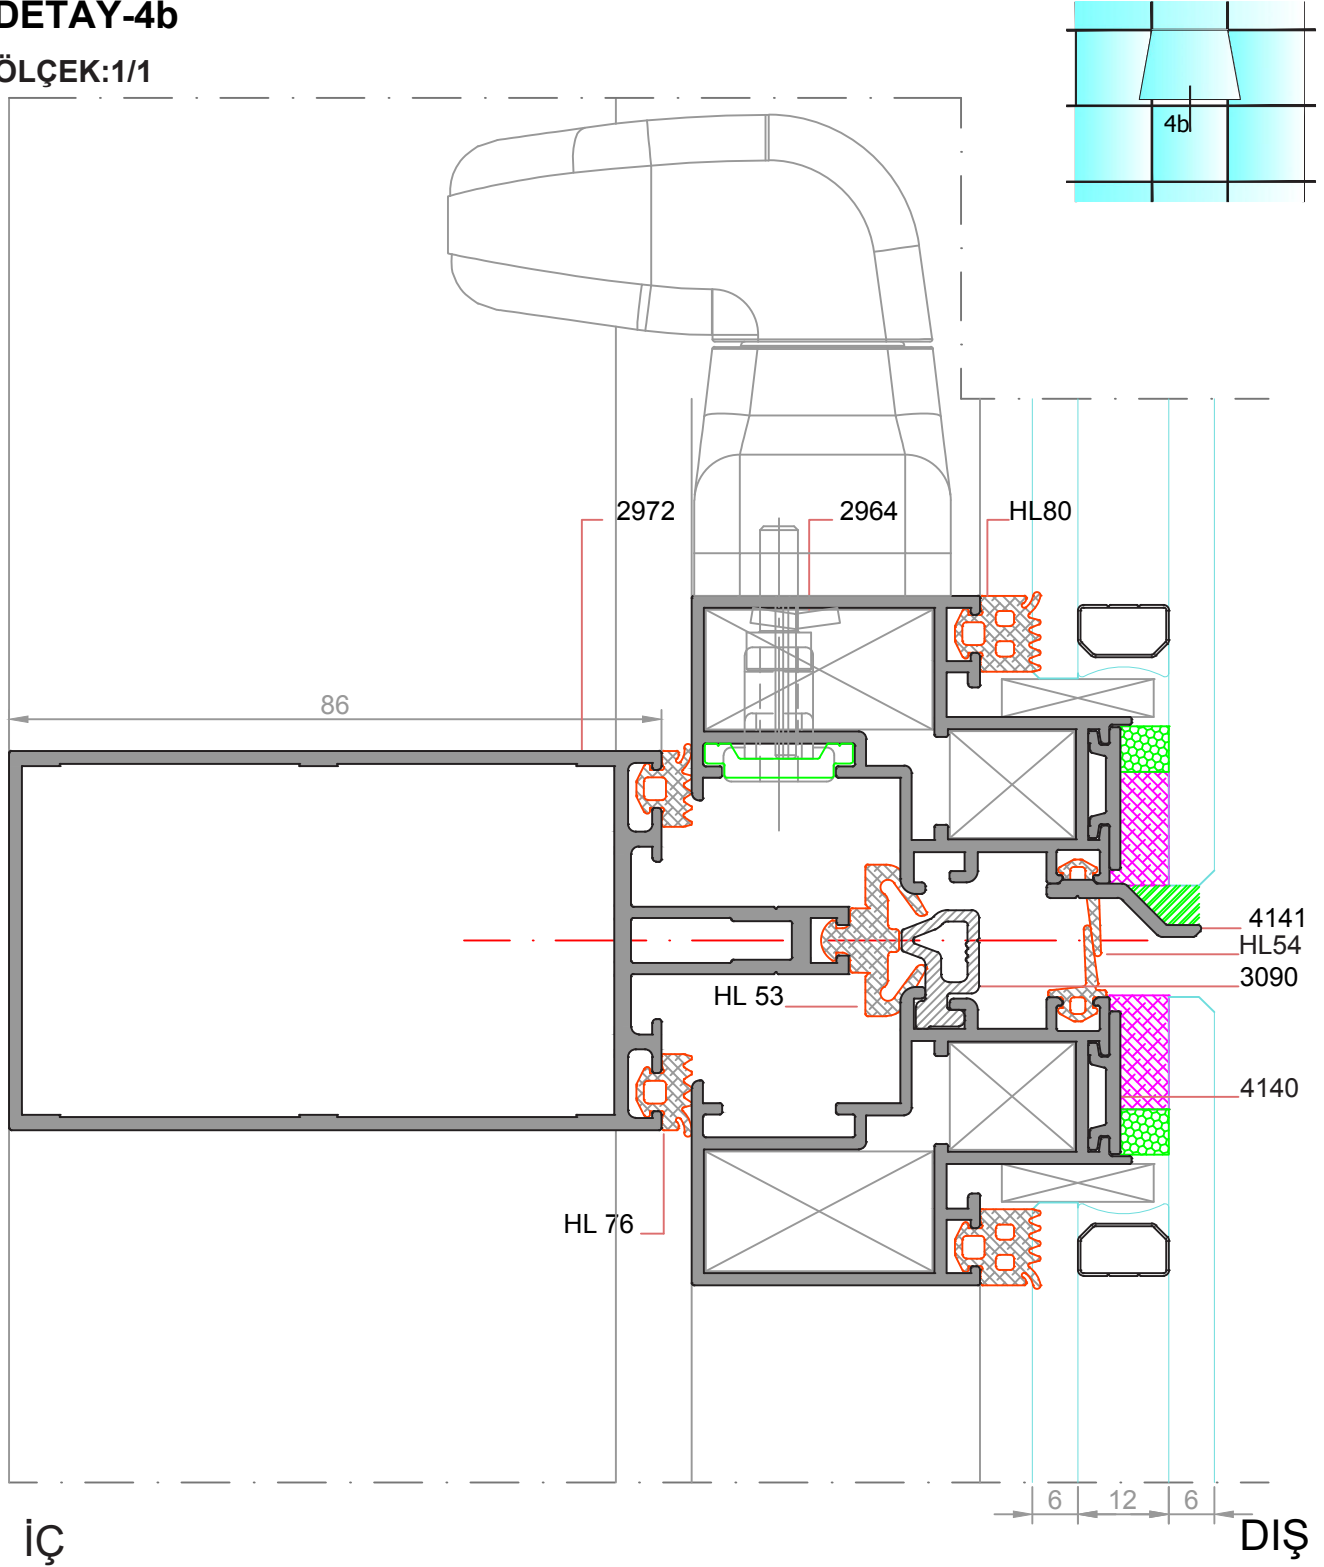 DETAY-4b
ÖLÇEK:1/1
4b
2972
2964
HL80
86
4141
HL54
3090
HL 53
4140
HL 76
6
12
6
İÇ
DIŞ